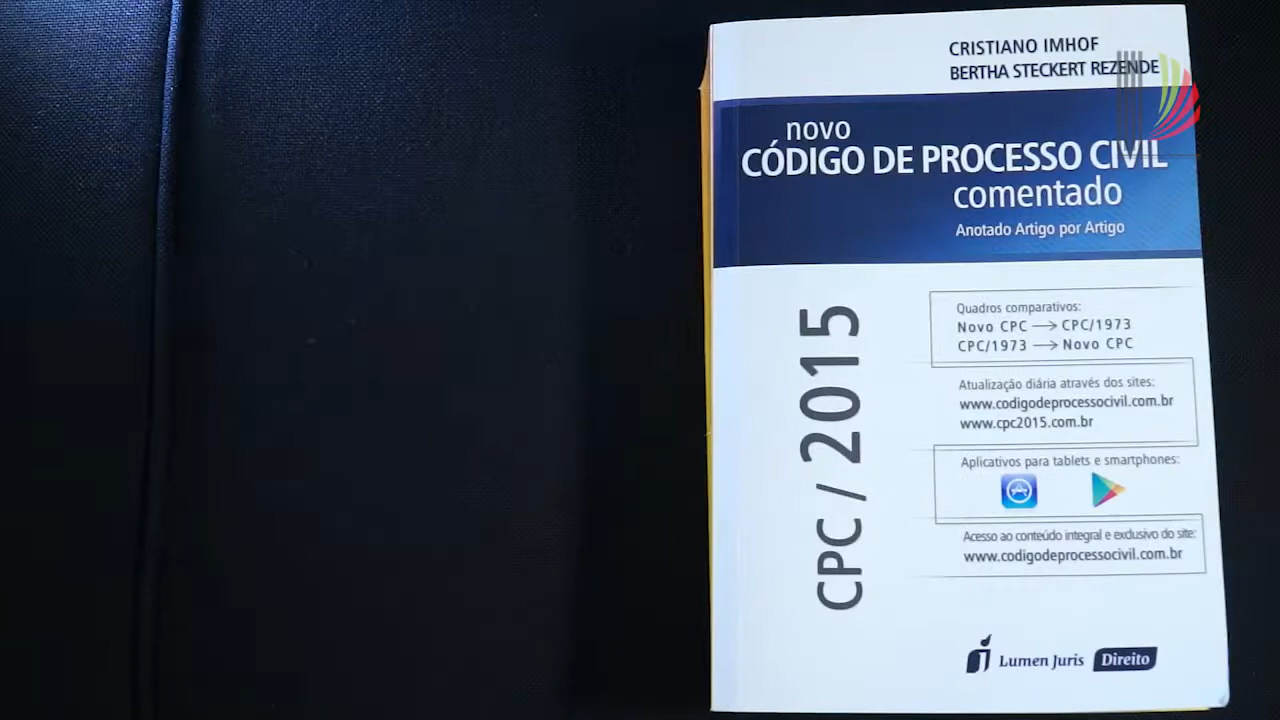 CRISTIANO IMHOF
BERTHA STECKERT REZENDE
novo
CÓDIGO DE PROCESSO CIVIL
comentado
Anotado Artigo por Artigo
CPC / 2015
Quadros comparativos:
Novo CPC → CPC/1973
CPC/1973 → Novo CPC
Atualização diária através dos sites:
www.codigodeprocessocivil.com.br
www.cpc2015.com.br
Aplicativos para tablets e smartphones:
Acesso ao conteúdo integral e exclusivo do site:
www.codigodeprocessocivil.com.br
Lumen Juris Direito